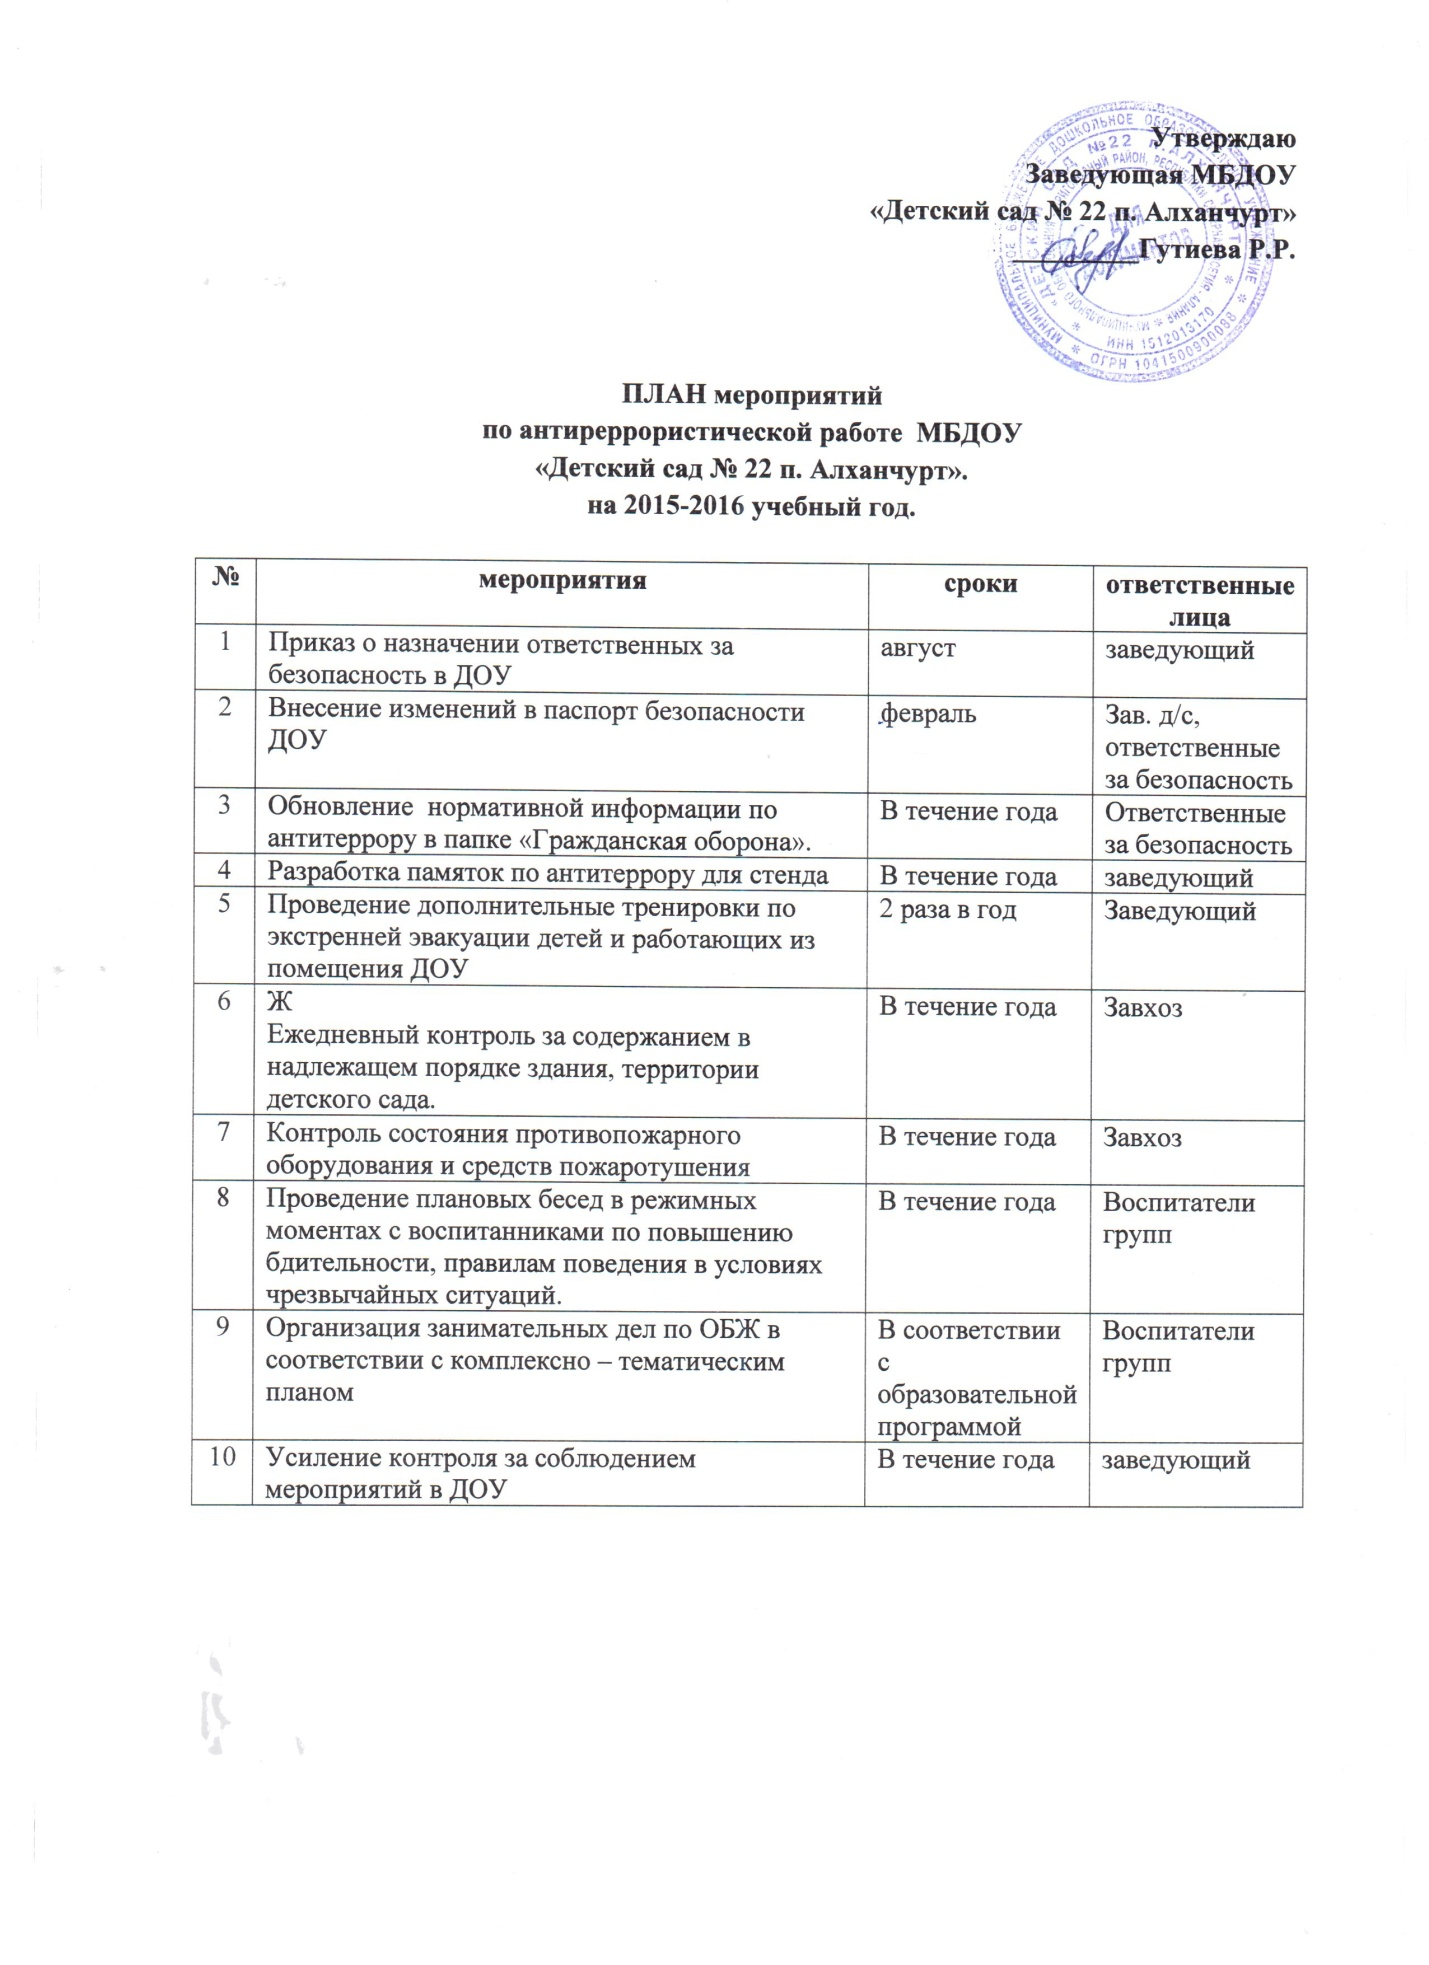 Утверждаю
Заведующая МБДОУ
«Детский сад № 22 п. Алханчурт»
Гутиева Р.Р.
ДЛЯ
ДОКУМЕНТОВ
ИНН 1512013170
ОГРН 1041500900088
ПЛАН мероприятий
по антиреррористической работе МБДОУ
«Детский сад № 22 п. Алханчурт».
на 2015-2016 учебный год.
№ мероприятия сроки ответственные
лица
1 Приказ о назначении ответственных за август заведующий
безопасность в ДОУ
2 Внесение изменений в паспорт безопасности февраль Зав. д/с,
ДОУ ответственные
за безопасность
3 Обновление нормативной информации по В течение года Ответственные
антитеррору в папке «Гражданская оборона». за безопасность
4 Разработка памяток по антитеррору для стенда В течение года заведующий
5 Проведение дополнительные тренировки по 2 раза в год Заведующий
экстренней эвакуации детей и работающих из
помещения ДОУ
6 Ж В течение года Завхоз
Ежедневный контроль за содержанием в
надлежащем порядке здания, территории
детского сада.
7 Контроль состояния противопожарного В течение года Завхоз
оборудования и средств пожаротушения
8 Проведение плановых бесед в режимных В течение года Воспитатели
моментах с воспитанниками по повышению групп
бдительности, правилам поведения в условиях
чрезвычайных ситуаций.
9 Организация занимательных дел по ОБЖ в В соответствии Воспитатели
соответствии с комплексно – тематическим с групп
планом образовательной
программой
10 Усиление контроля за соблюдением В течение года заведующий
мероприятий в ДОУ